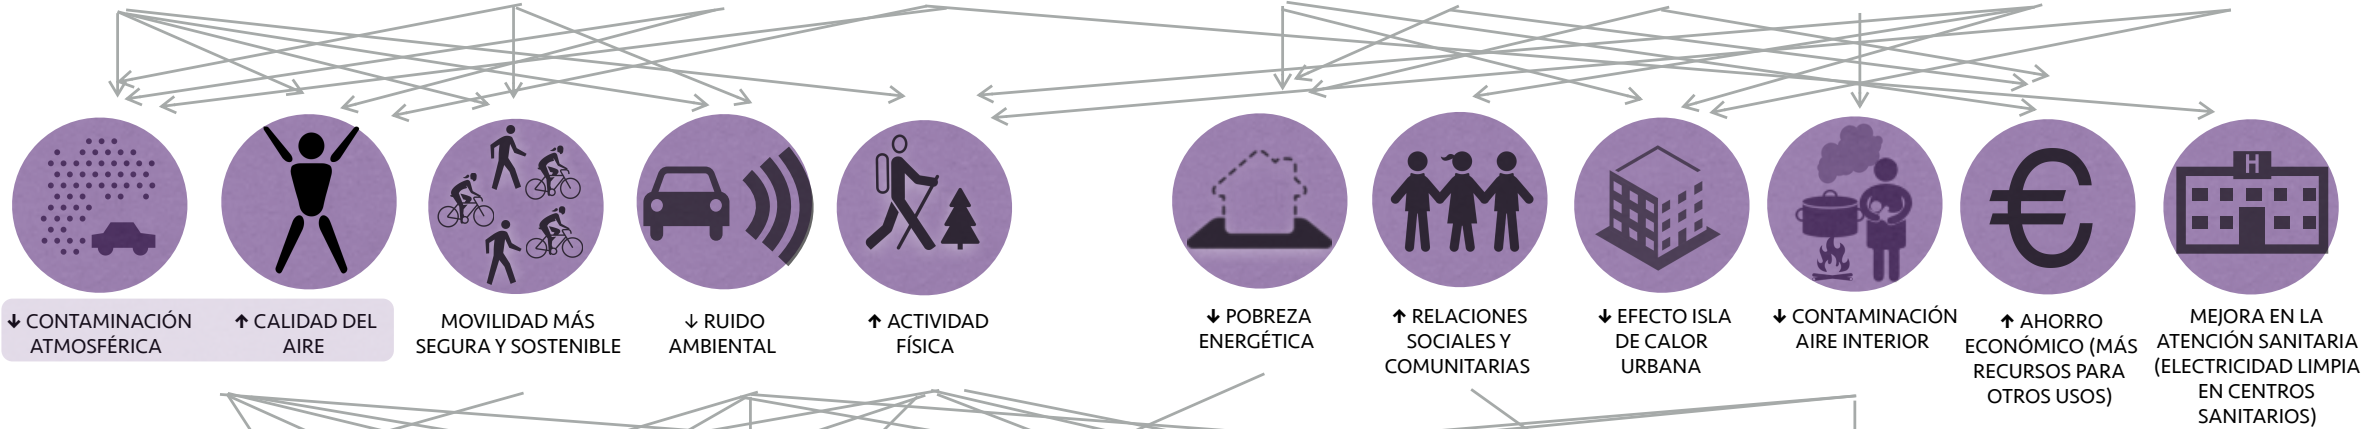 ↓ CONTAMINACIÓN
ATMOSFÉRICA
↑ CALIDAD DEL
AIRE
MOVILIDAD MÁS
SEGURA Y SOSTENIBLE
↓ RUIDO
AMBIENTAL
↑ ACTIVIDAD
FÍSICA
↓ POBREZA
ENERGÉTICA
↑ RELACIONES
SOCIALES Y
COMUNITARIAS
↓ EFECTO ISLA
DE CALOR
URBANA
↓ CONTAMINACIÓN
AIRE INTERIOR
€
↑ AHORRO
ECONÓMICO (MÁS
RECURSOS PARA
OTROS USOS)
H
MEJORA EN LA
ATENCIÓN SANITARIA
(ELECTRICIDAD LIMPIA
EN CENTROS
SANITARIOS)